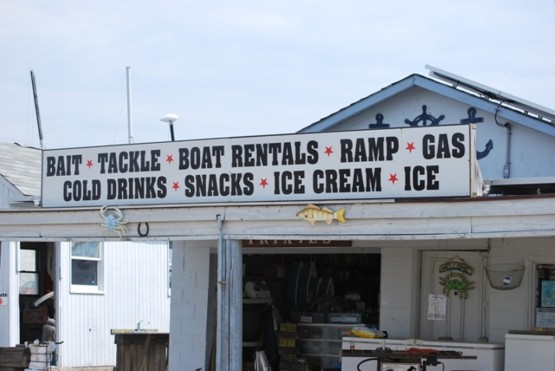 BAIT ★ TACKLE ★ BOAT RENTALS ★ RAMP ★ GAS
COLD DRINKS ★ SNACKS ★ ICE CREAM ★ ICE